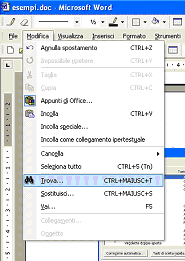 esempi.doc - Microsoft Word
File Modifica Visualizza Inserisci Formato Strumenti
Annulla spostamento CTRL+Z
Impossibile ripetere CTRL+Y
Taglia CTRL+X
Copia CTRL+C
Appunti di Office...
Incolla CTRL+V
Incolla speciale...
Incolla come collegamento ipertestuale
Cancella
Seleziona tutto CTRL+5 (Tn)
Trova... CTRL+MAIUSC+T
Sostituisci... CTRL+MAIUSC+S
Vai... F5
Collegamenti...
Oggetto